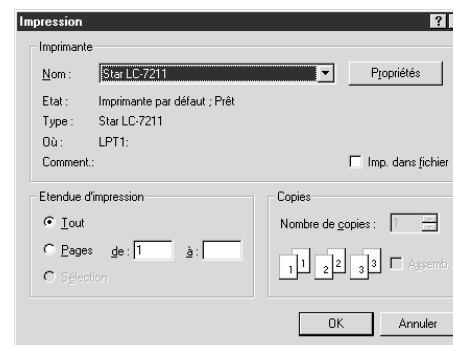 Impression
Imprimante
Nom : Star LC-7211 Propriétés
Etat : Imprimante par défaut ; Prêt
Type : Star LC-7211
Où : LPT1:
Comment.: Imp. dans fichier
Etendue d'impression
Tout
Pages de : 1 à :
Sélection
Copies
Nombre de copies : 1
1 1 2 2 3 3 Assemb.
OK Annuler